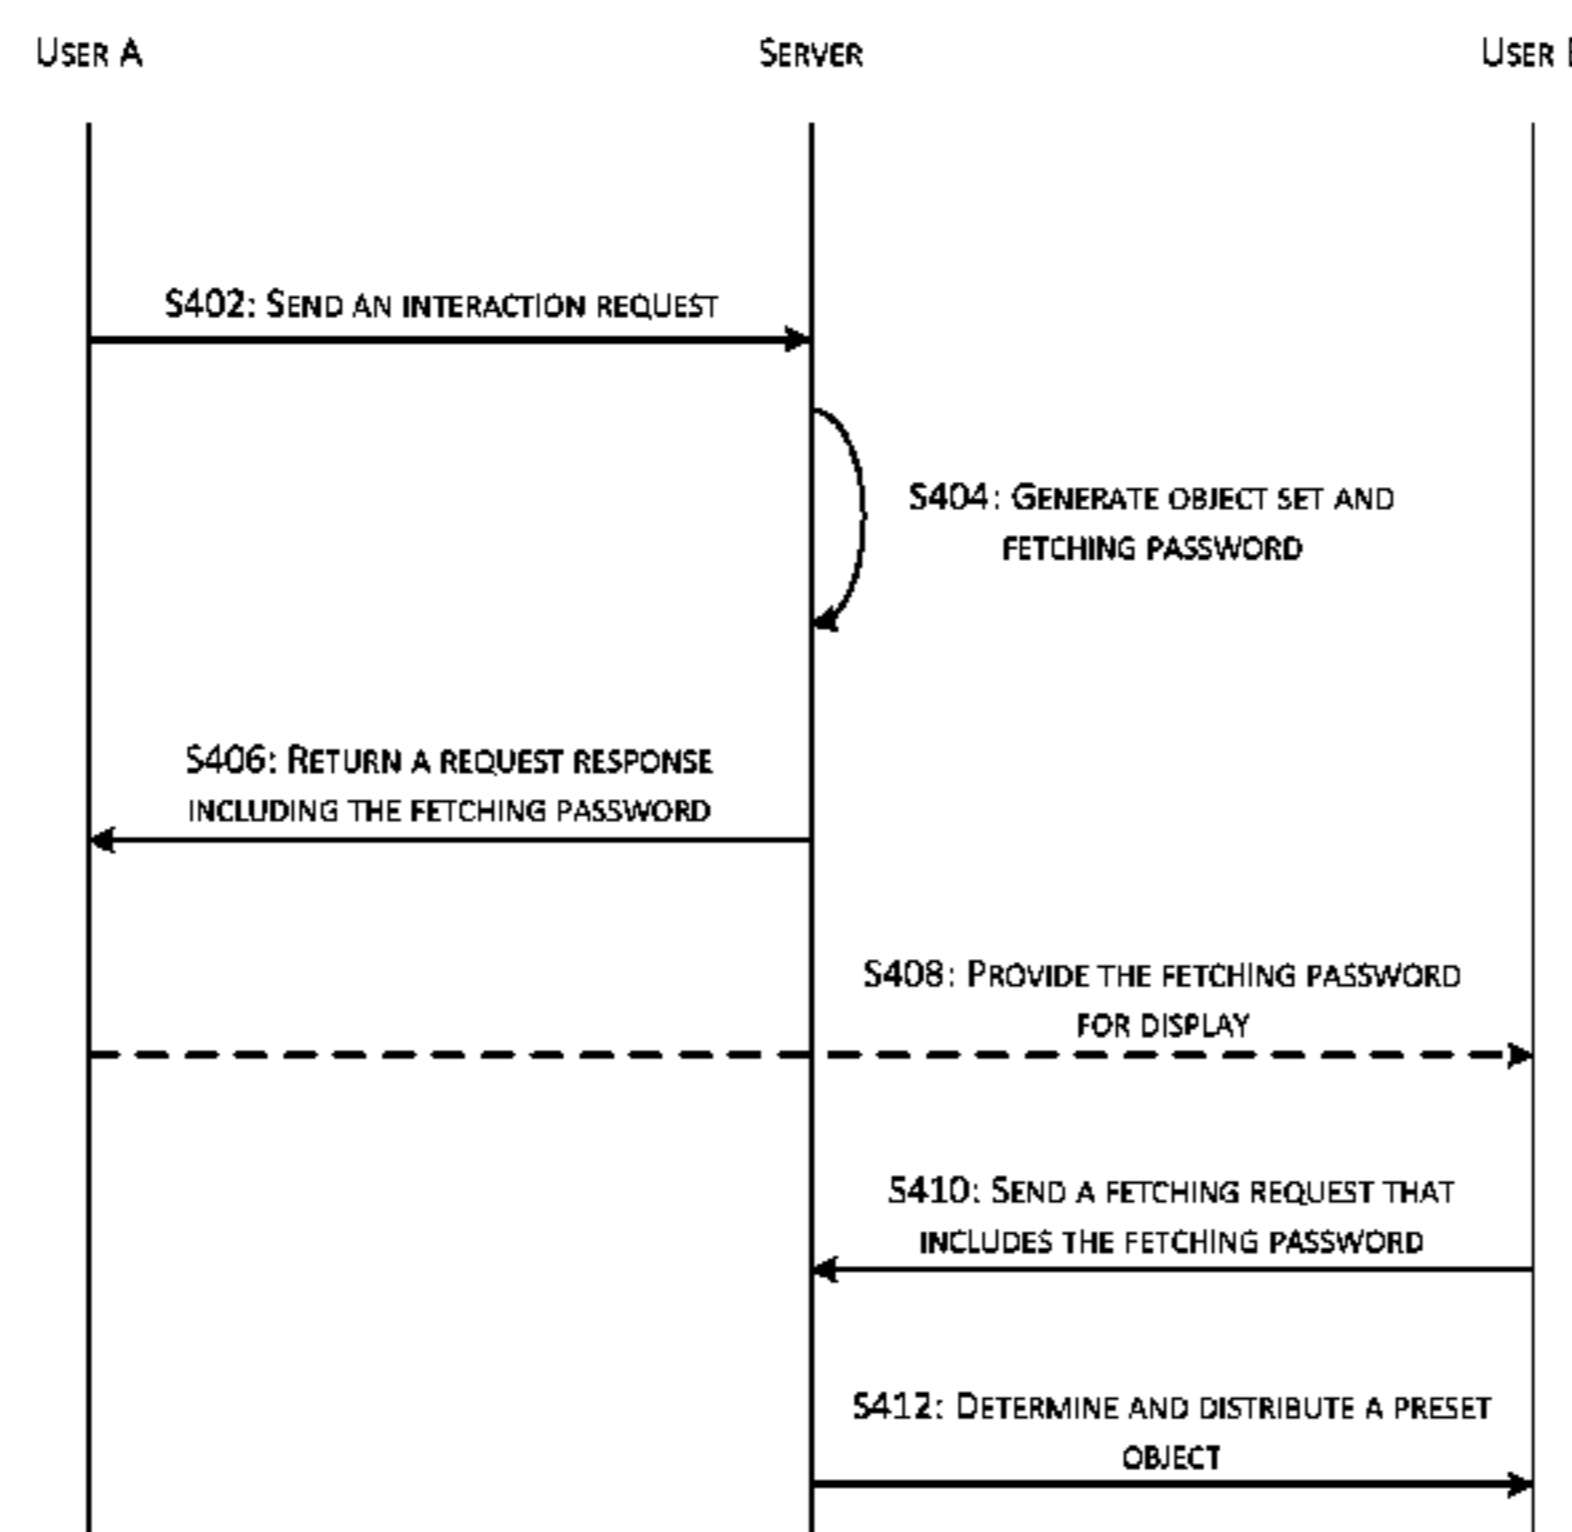 USER A SERVER USER
S402: SEND AN INTERACTION REQUEST
S404: GENERATE OBJECT SET AND
FETCHING PASSWORD
S406: RETURN A REQUEST RESPONSE
INCLUDING THE FETCHING PASSWORD
S408: PROVIDE THE FETCHING PASSWORD
FOR DISPLAY
S410: SEND A FETCHING REQUEST THAT
INCLUDES THE FETCHING PASSWORD
S412: DETERMINE AND DISTRIBUTE A PRESET
OBJECT